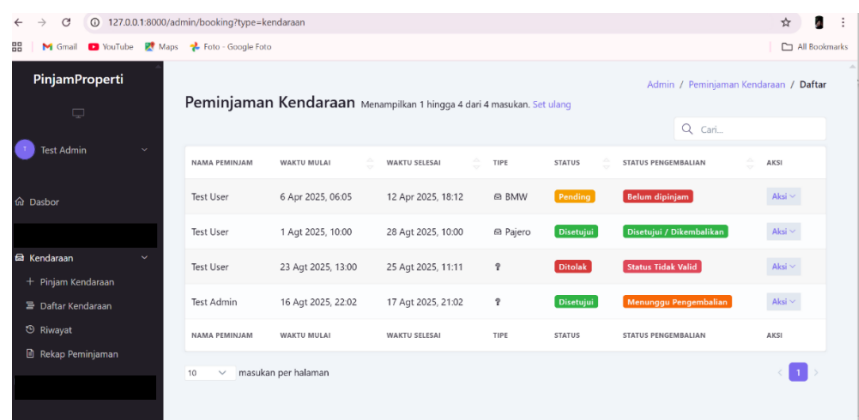 127.0.0.1:8000/admin/booking?type=kendaraan
Gmail YouTube Maps Foto - Google Foto All Bookmarks
PinjamProperti
Admin / Peminjaman Kendaraan / Daftar
Peminjaman Kendaraan Menampilkan 1 hingga 4 dari 4 masukan. Set ulang
Cari...
Test Admin
Dasbor
Kendaraan
Pinjam Kendaraan
Daftar Kendaraan
Riwayat
Rekap Peminjaman
NAMA PEMINJAM WAKTU MULAI WAKTU SELESAI TIPE STATUS STATUS PENGEMBALIAN AKSI
Test User 6 Apr 2025, 06:05 12 Apr 2025, 18:12 BMW Pending Belum dipinjam Aksi
Test User 1 Agt 2025, 10:00 28 Agt 2025, 10:00 Pajero Disetujui Disetujui / Dikembalikan Aksi
Test User 23 Agt 2025, 13:00 25 Agt 2025, 11:11 Ditolak Status Tidak Valid Aksi
Test Admin 16 Agt 2025, 22:02 17 Agt 2025, 21:02 Disetujui Menunggu Pengembalian Aksi
NAMA PEMINJAM WAKTU MULAI WAKTU SELESAI TIPE STATUS STATUS PENGEMBALIAN AKSI
10 masukan per halaman 1